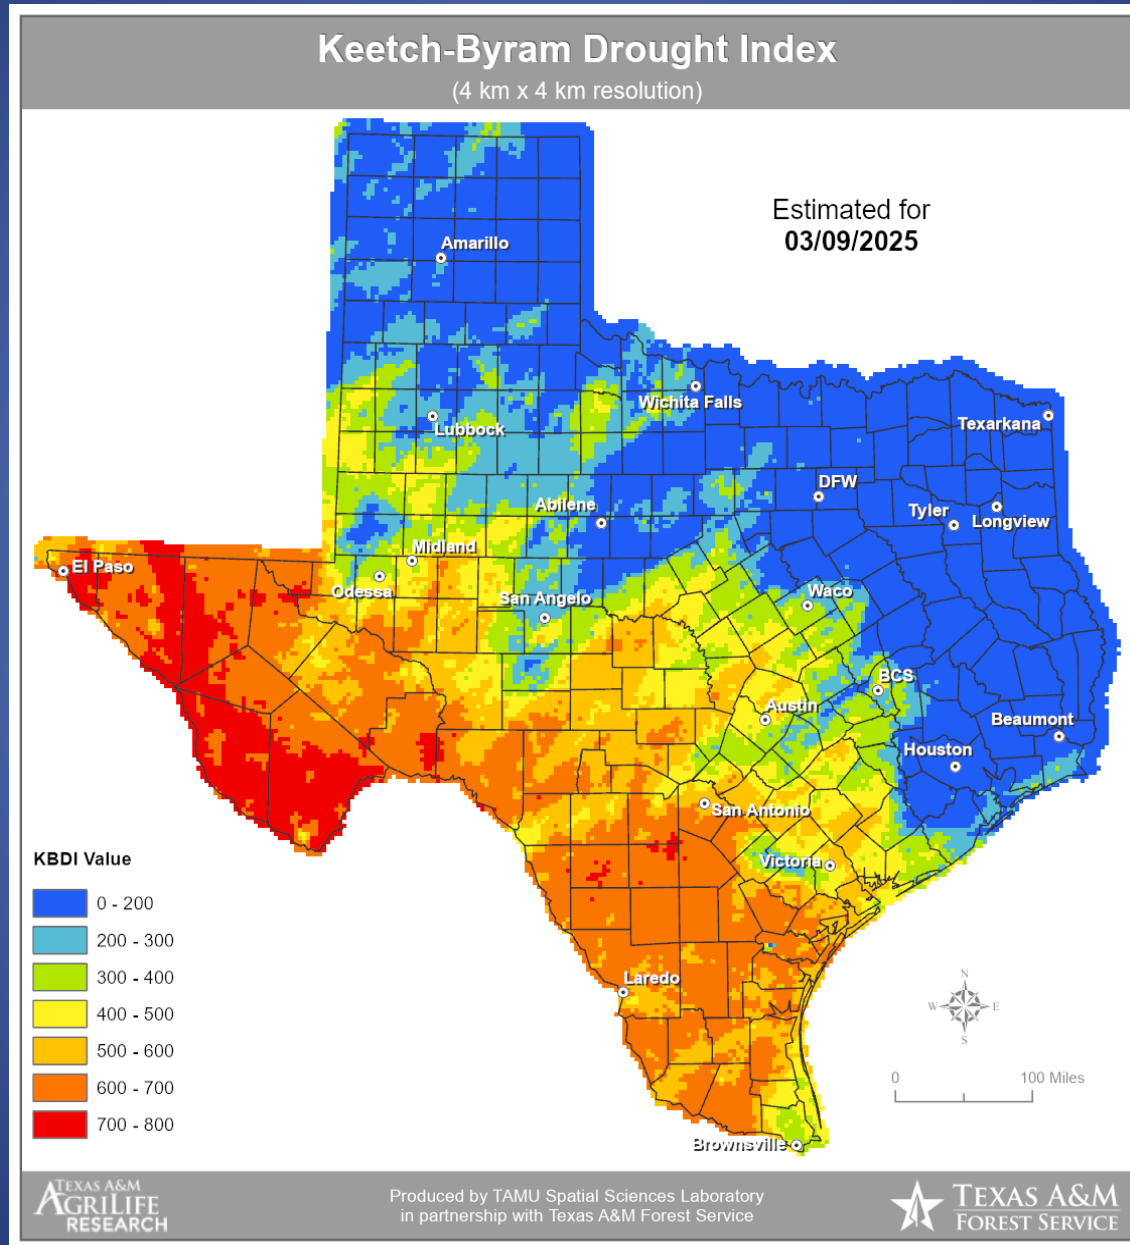 Keetch-Byram Drought Index
(4 km x 4 km resolution)
Estimated for
03/09/2025
Amarillo
Wichita Falls
Lubbock
Texarkana
DFW
Abilene
Tyler
Longview
Midland
El Paso
Odessa
San Angelo
Waco
BCS
Austin
Beaumont
Houston
San Antonio
Victoria
Laredo
Brownsville
KBDI Value
0 - 200
200 - 300
300 - 400
400 - 500
500 - 600
600 - 700
700 - 800
N
W E
S
0 100 Miles
TEXAS A&M
AGRILIFE
RESEARCH
Produced by TAMU Spatial Sciences Laboratory
in partnership with Texas A&M Forest Service
TEXAS A&M
FOREST SERVICE